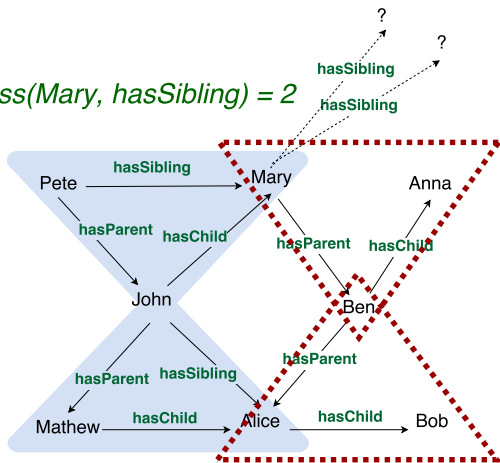 ?
?
hasSibling
hasSibling
ss(Mary, hasSibling) = 2
Pete
hasSibling
Mary
Anna
hasParent
hasChild
hasParent
hasChild
John
Ben
hasParent
hasSibling
hasParent
Mathew
hasChild
Alice
hasChild
Bob